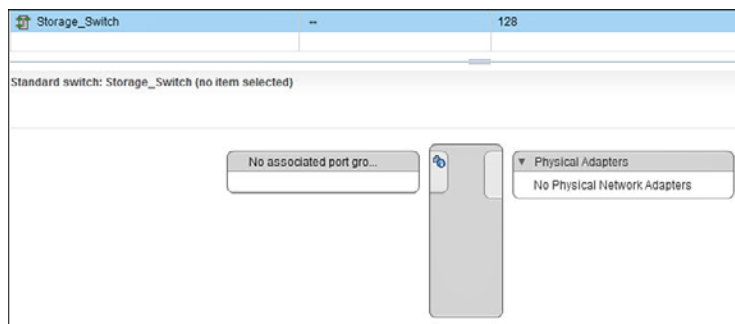 Storage_Switch -- 128
Standard switch: Storage_Switch (no item selected)
No associated port gro...
Physical Adapters
No Physical Network Adapters